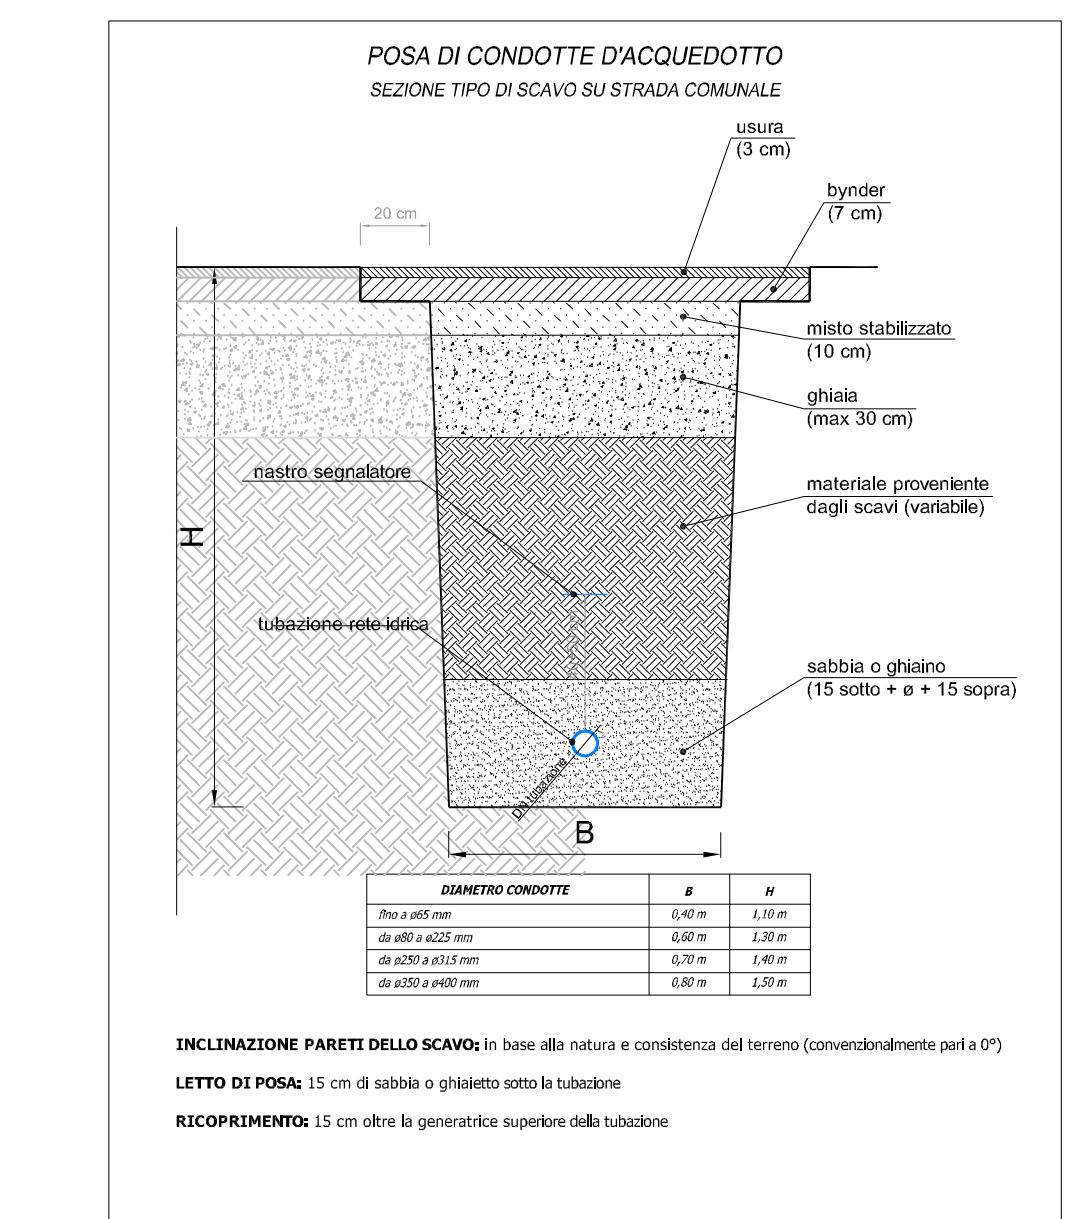 POSA DI CONDOTTE D'ACQUEDOTTO
SEZIONE TIPO DI SCAVO SU STRADA COMUNALE
usura
(3 cm)
bynder
(7 cm)
20 cm
misto stabilizzato
(10 cm)
ghiaia
(max 30 cm)
nastro segnalatore
materiale proveniente
dagli scavi (variabile)
H
tubazione rete idrica
sabbia o ghiaino
(15 sotto + ø + 15 sopra)
DN tubazione
B
DIAMETRO CONDOTTE B H
fino a ø65 mm 0,40 m 1,10 m
da ø80 a ø225 mm 0,60 m 1,30 m
da ø250 a ø315 mm 0,70 m 1,40 m
da ø350 a ø400 mm 0,80 m 1,50 m
INCLINAZIONE PARETI DELLO SCAVO: in base alla natura e consistenza del terreno (convenzionalmente pari a 0°)
LETTO DI POSA: 15 cm di sabbia o ghiaietto sotto la tubazione
RICOPRIMENTO: 15 cm oltre la generatrice superiore della tubazione